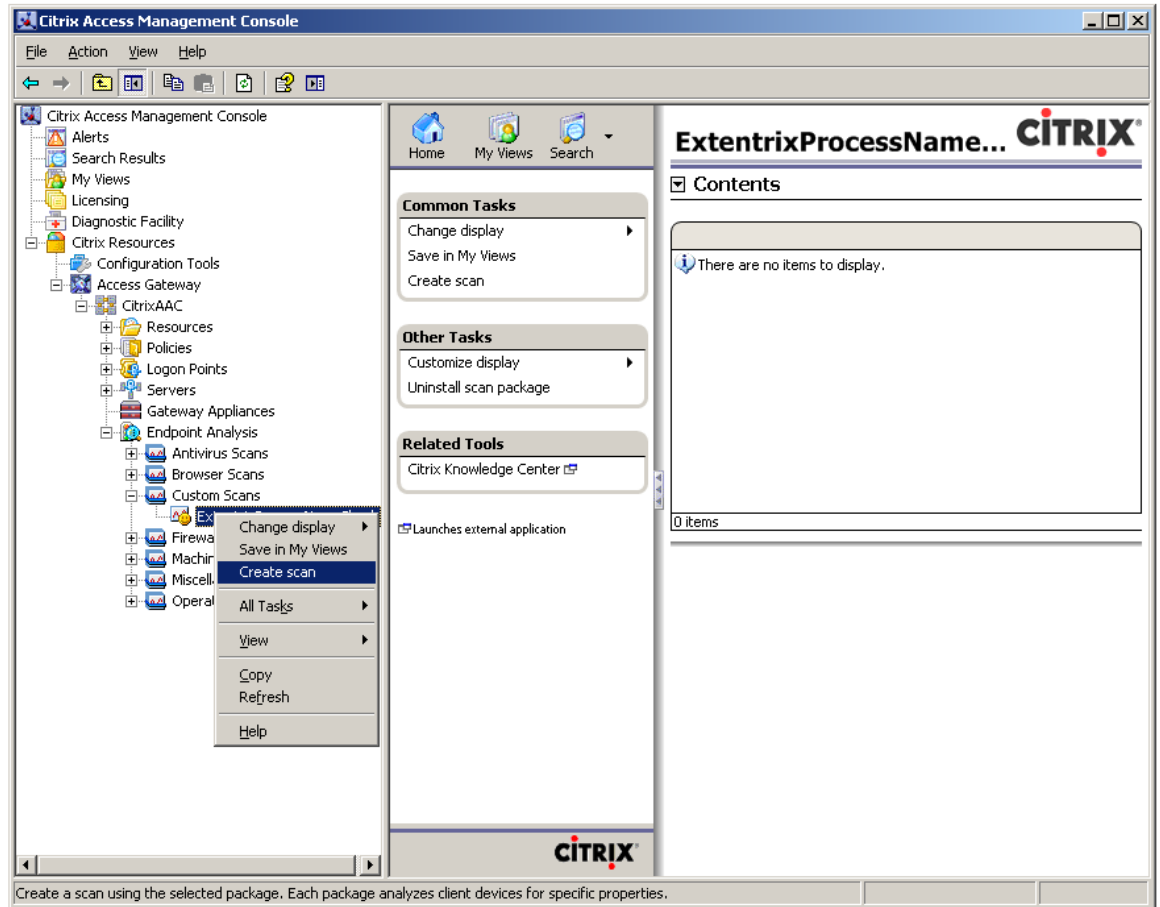 Citrix Access Management Console
File Action View Help
Citrix Access Management Console
Alerts
Search Results
My Views
Licensing
Diagnostic Facility
Citrix Resources
Configuration Tools
Access Gateway
CitrixAAC
Resources
Policies
Logon Points
Servers
Gateway Appliances
Endpoint Analysis
Antivirus Scans
Browser Scans
Custom Scans
Change display
Save in My Views
Create scan
All Tasks
View
Copy
Refresh
Help
Home My Views Search
Common Tasks
Change display
Save in My Views
Create scan
Other Tasks
Customize display
Uninstall scan package
Related Tools
Citrix Knowledge Center
Launches external application
CITRIX
ExtentrixProcessName... CITRIX
Contents
There are no items to display.
0 items
Create a scan using the selected package. Each package analyzes client devices for specific properties.